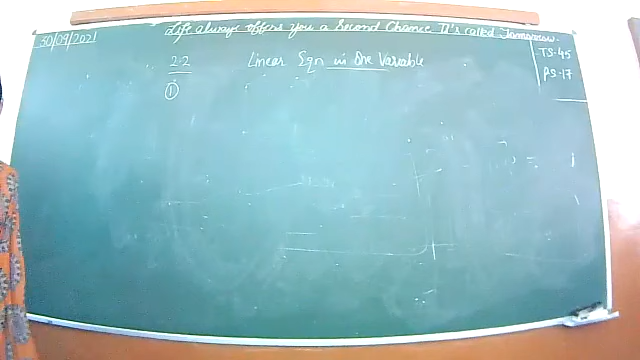 Life always offers you a Second Chance It's called Tomorrow.
30/09/2021
TS-45
PS-17
2.2 Linear Eqn in One Variable
①